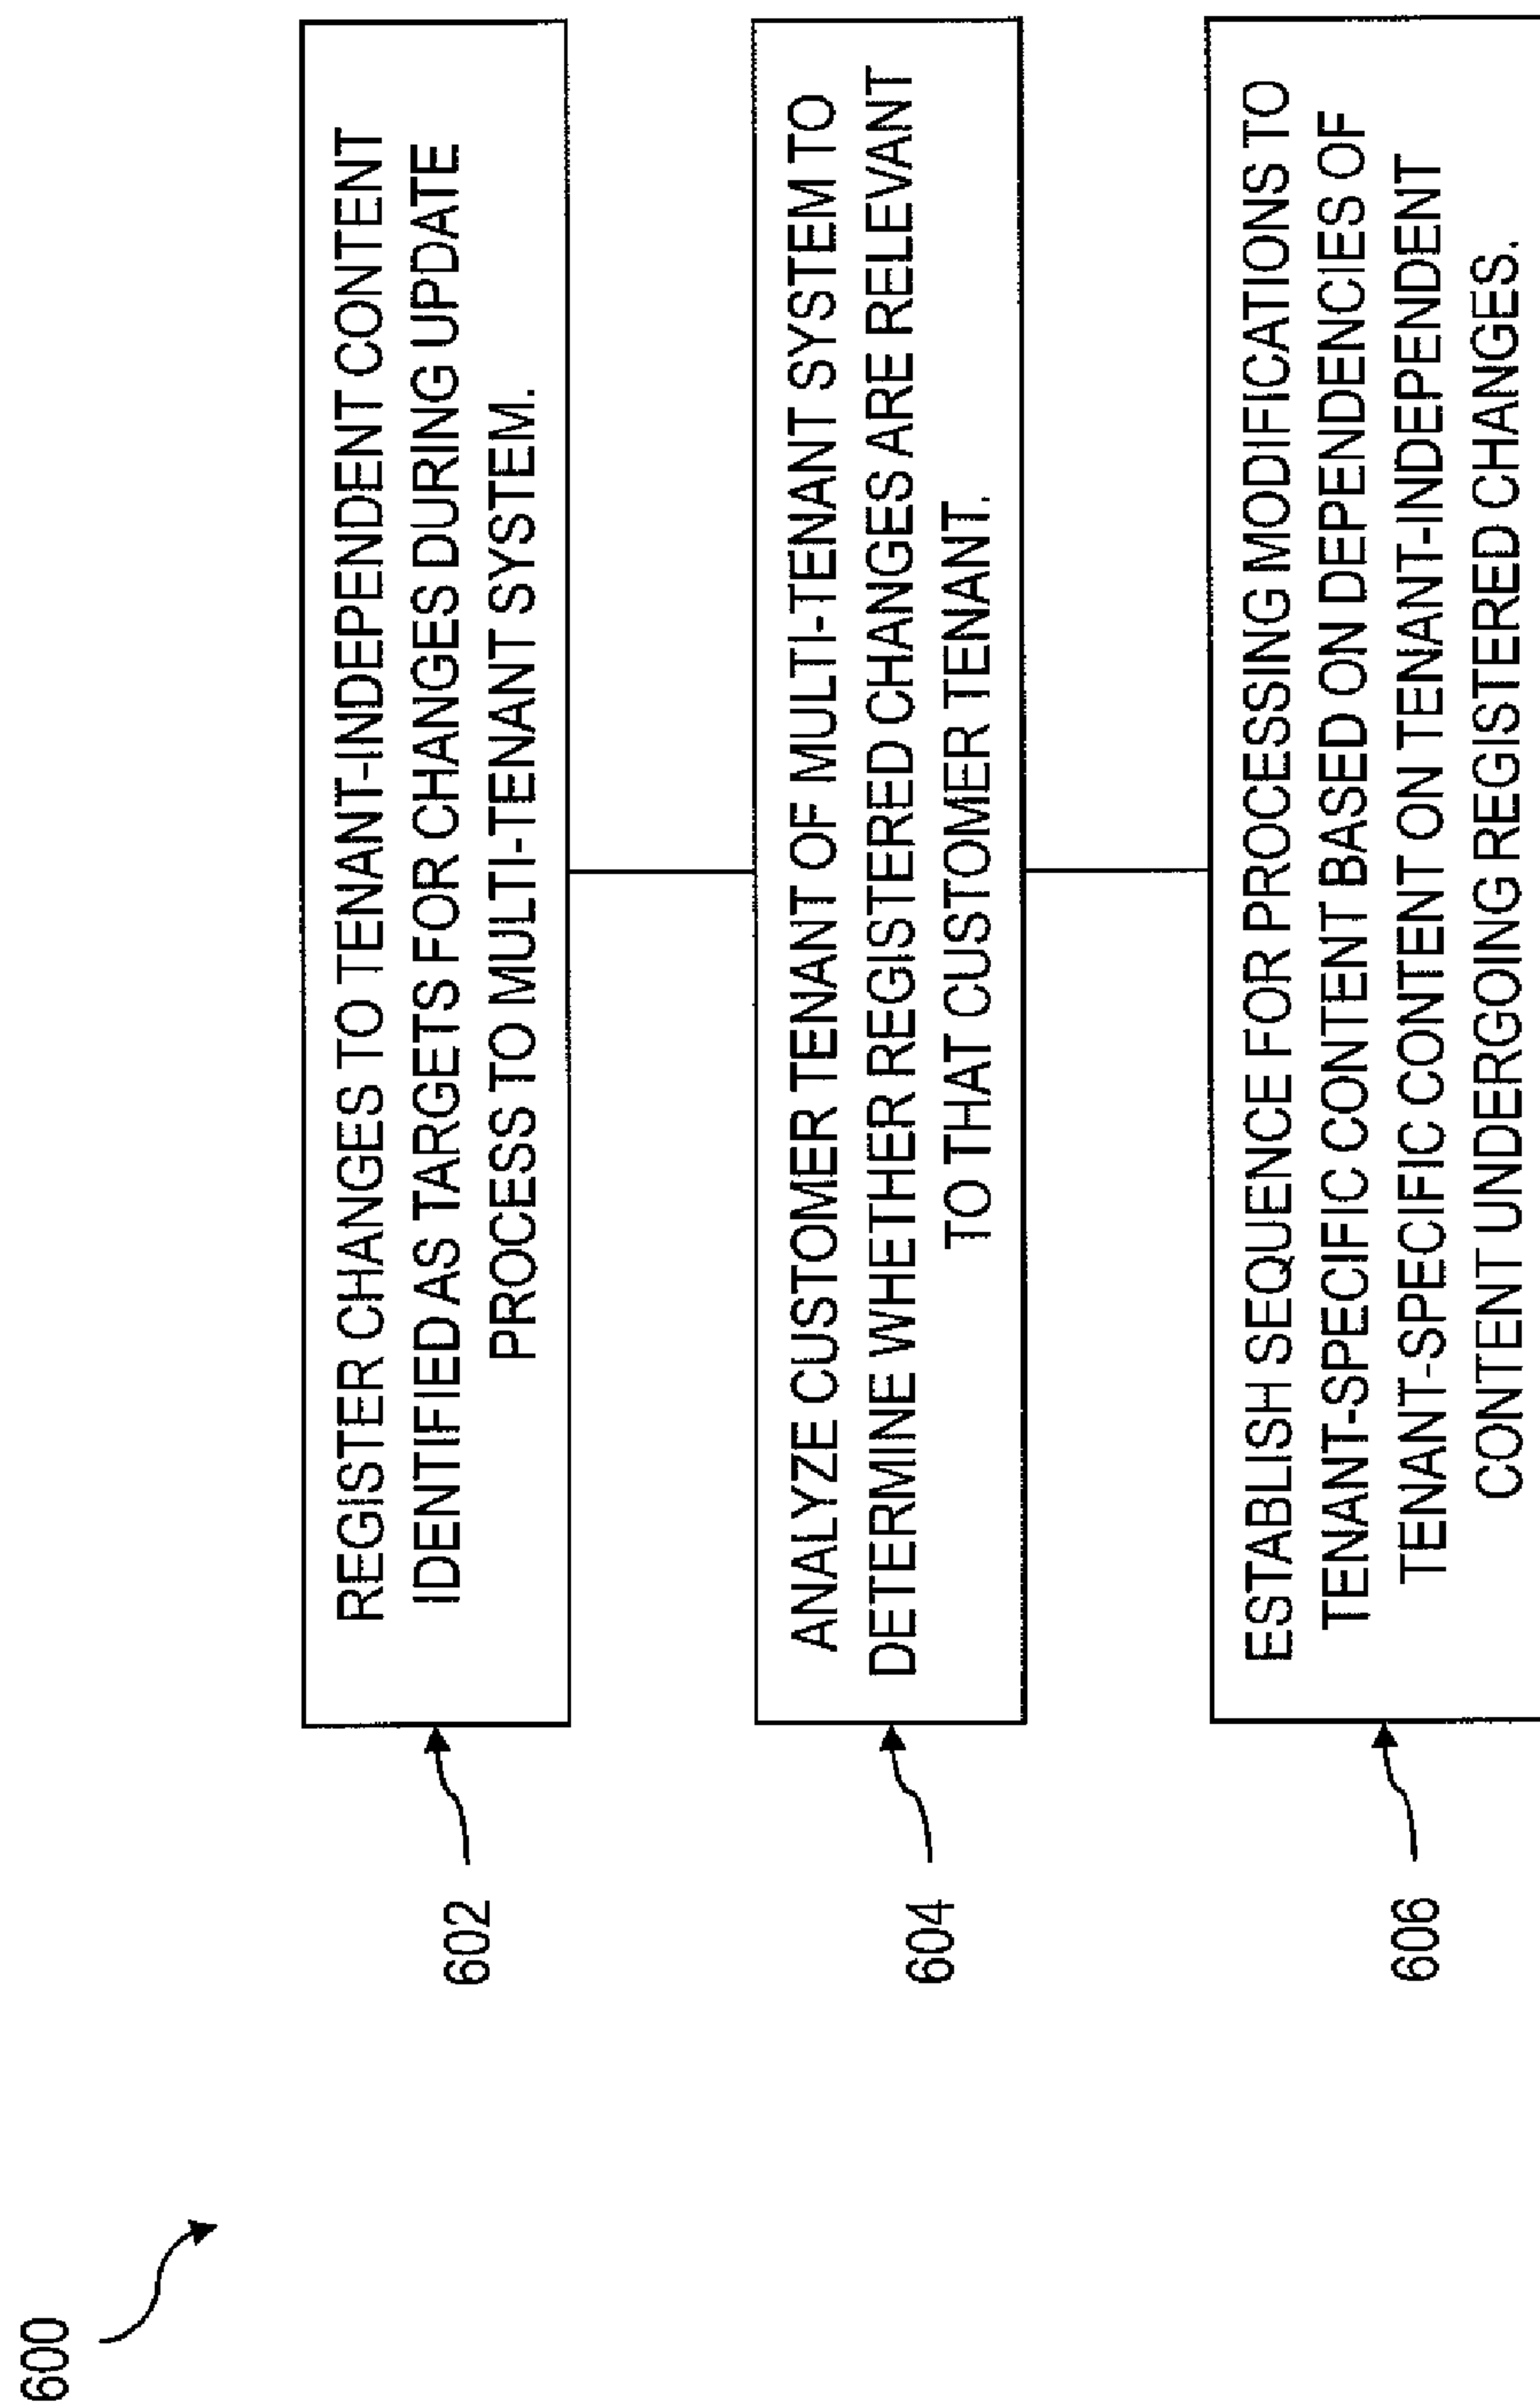 600
602
REGISTER CHANGES TO TENANT-INDEPENDENT CONTENT
IDENTIFIED AS TARGETS FOR CHANGES DURING UPDATE
PROCESS TO MULTI-TENANT SYSTEM.
604
ANALYZE CUSTOMER TENANT OF MULTI-TENANT SYSTEM TO
DETERMINE WHETHER REGISTERED CHANGES ARE RELEVANT
TO THAT CUSTOMER TENANT.
606
ESTABLISH SEQUENCE FOR PROCESSING MODIFICATIONS TO
TENANT-SPECIFIC CONTENT BASED ON DEPENDENCIES OF
TENANT-SPECIFIC CONTENT ON TENANT-INDEPENDENT
CONTENT UNDERGOING REGISTERED CHANGES.